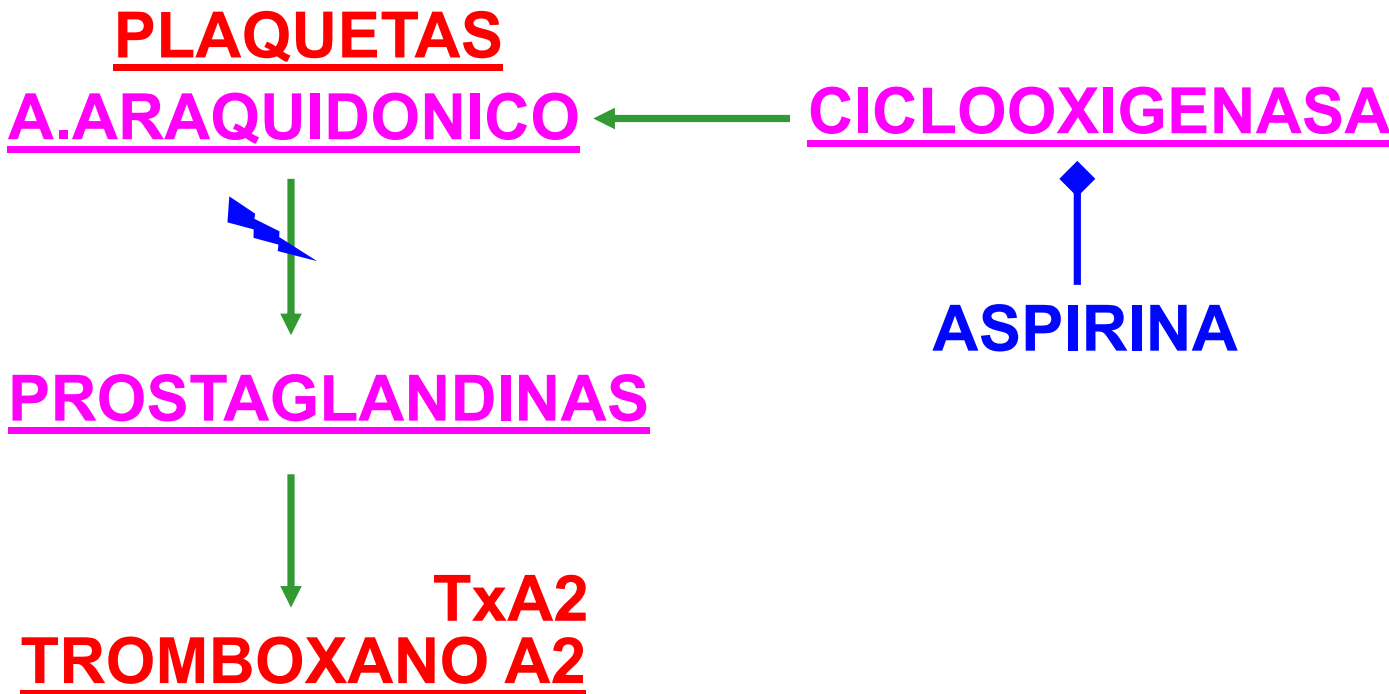 PLAQUETAS
A.ARAQUIDONICO
CICLOOXIGENASA
ASPIRINA
PROSTAGLANDINAS
TxA2
TROMBOXANO A2